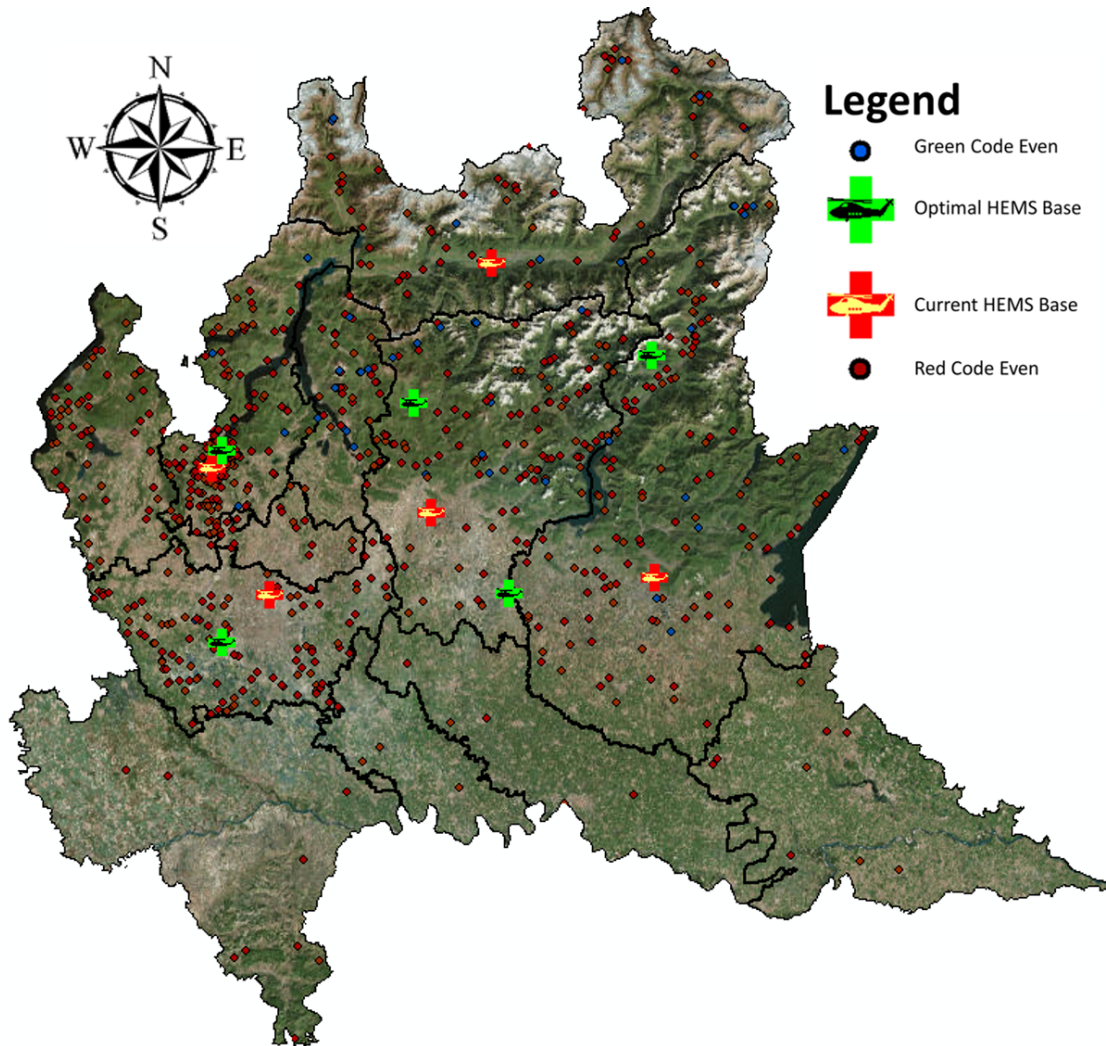 N
W
E
S
Legend
Green Code Even
Optimal HEMS Base
Current HEMS Base
Red Code Even